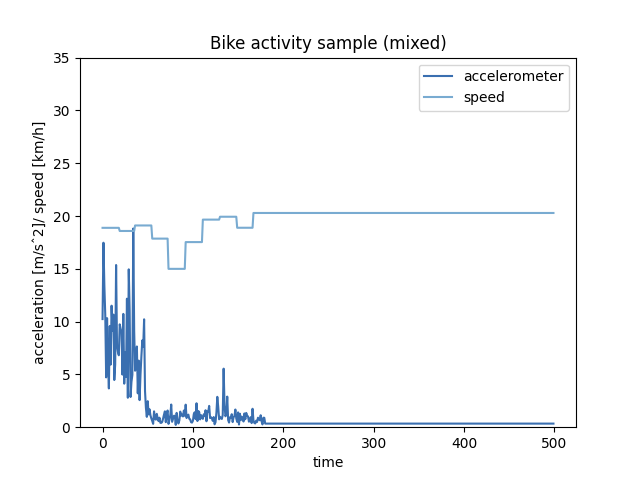 Bike activity sample (mixed)
accelerometer
speed
acceleration [m/s^2]/ speed [km/h]
35
30
25
20
15
10
5
0
0
100
200
300
400
500
time